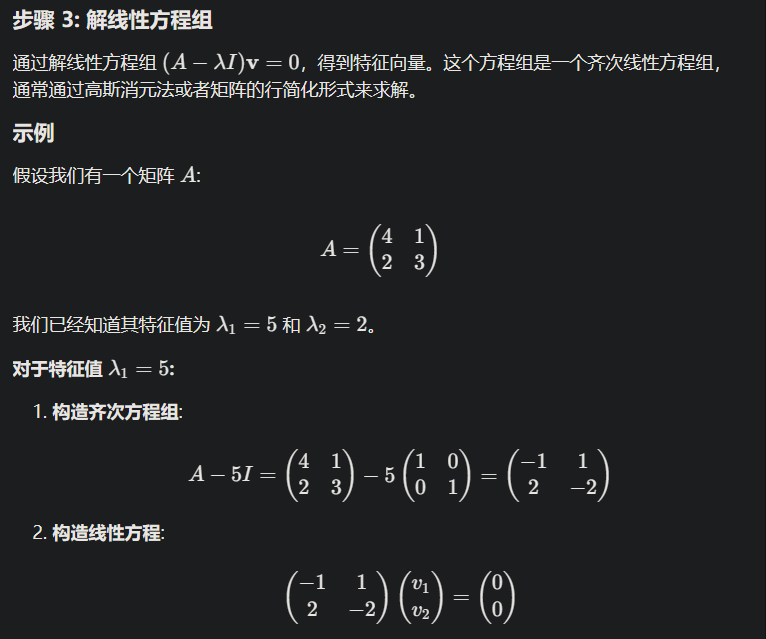 步骤 3: 解线性方程组
通过解线性方程组 (A − λI)v = 0，得到特征向量。这个方程组是一个齐次线性方程组，
通常通过高斯消元法或者矩阵的行简化形式来求解。
示例
假设我们有一个矩阵 A:
A = \begin{pmatrix} 4 & 1 \\ 2 & 3 \end{pmatrix}
我们已经知道其特征值为 λ₁ = 5 和 λ₂ = 2。
对于特征值 λ₁ = 5:
1. 构造齐次方程组:
A − 5I = \begin{pmatrix} 4 & 1 \\ 2 & 3 \end{pmatrix} − 5 \begin{pmatrix} 1 & 0 \\ 0 & 1 \end{pmatrix} = \begin{pmatrix} −1 & 1 \\ 2 & −2 \end{pmatrix}
2. 构造线性方程:
\begin{pmatrix} −1 & 1 \\ 2 & −2 \end{pmatrix} \begin{pmatrix} v₁ \\ v₂ \end{pmatrix} = \begin{pmatrix} 0 \\ 0 \end{pmatrix}